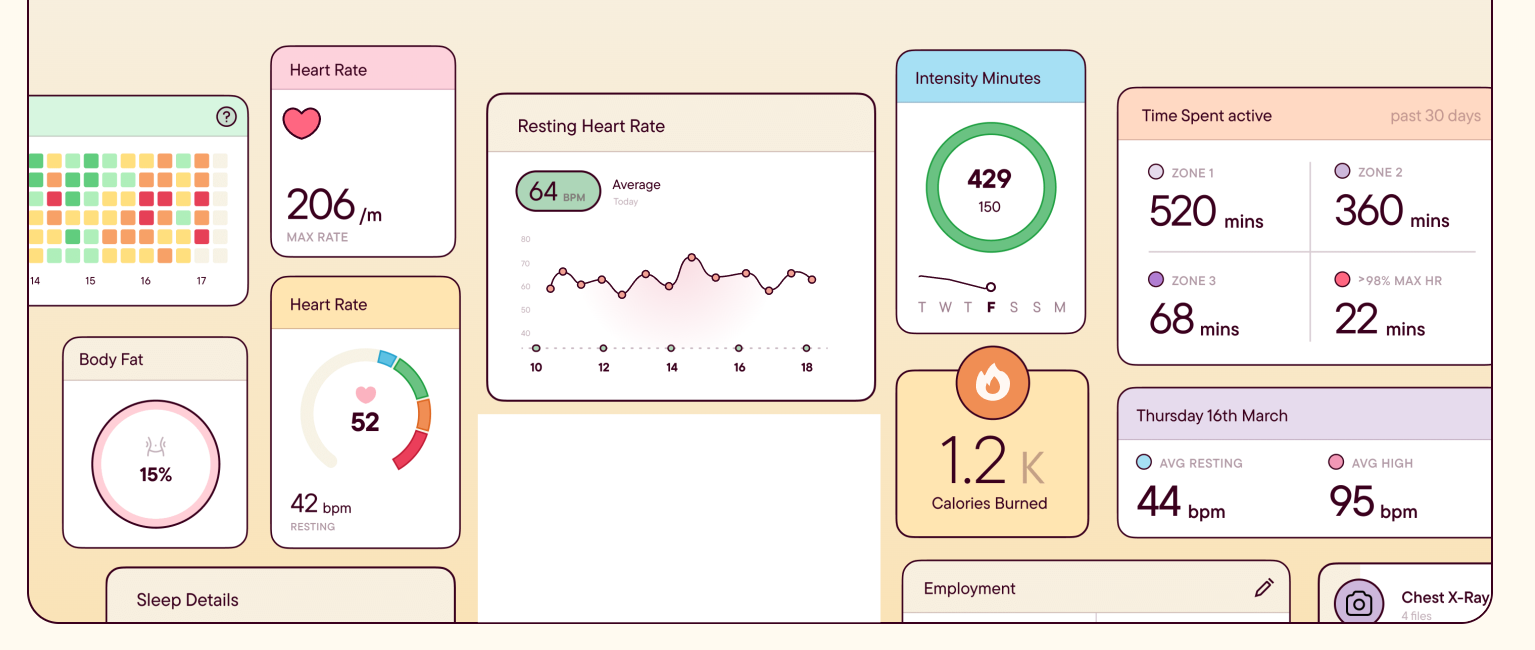 ?
14
15
16
17
Body Fat
15%
Sleep Details
Heart Rate
206 /m
MAX RATE
Heart Rate
52
42 bpm
RESTING
Resting Heart Rate
64 BPM
Average
Today
80
70
60
50
40
10 12 14 16 18
Intensity Minutes
429
150
T W T F S S M
1.2 K
Calories Burned
Employment
Time Spent active past 30 days
ZONE 1
520 mins
ZONE 2
360 mins
ZONE 3
68 mins
>98% MAX HR
22 mins
Thursday 16th March
AVG RESTING
44 bpm
AVG HIGH
95 bpm
Chest X-Ray
4 files